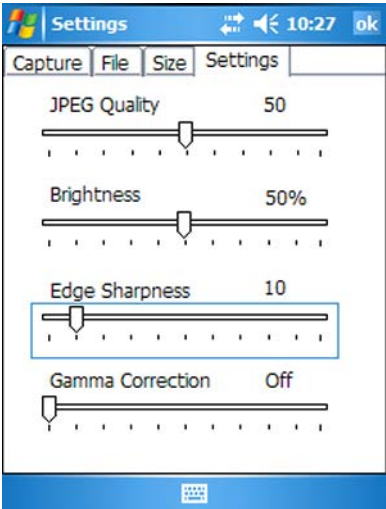 Settings 10:27 ok
Capture File Size Settings
JPEG Quality 50
Brightness 50%
Edge Sharpness 10
Gamma Correction Off